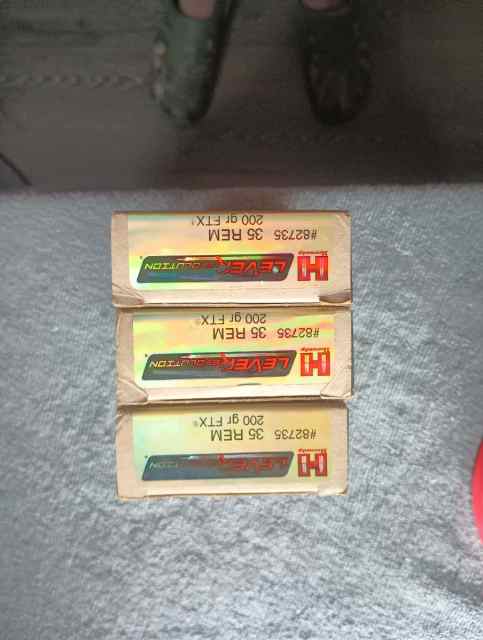 H
Hornady
LEVEREVOLUTION
#82735 35 REM
200 gr FTX®
H
Hornady
LEVEREVOLUTION
#82735 35 REM
200 gr FTX®
H
Hornady
LEVEREVOLUTION
#82735 35 REM
200 gr FTX